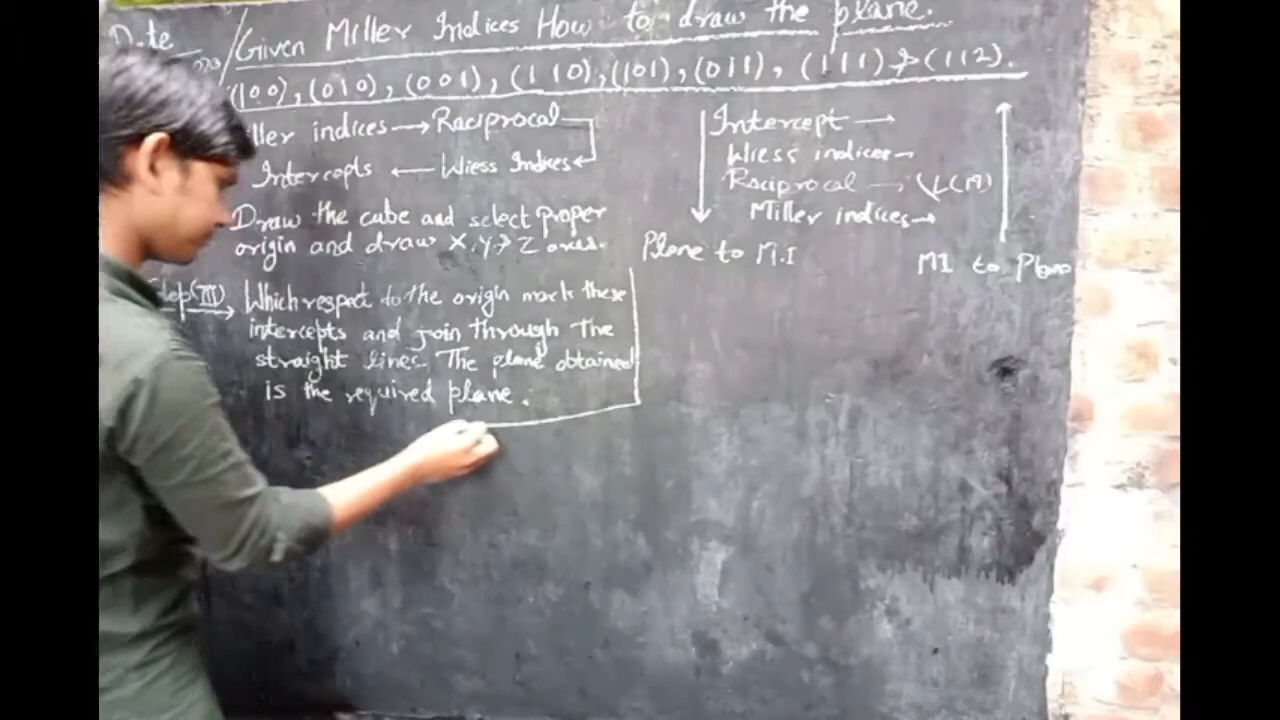 Date
Given Miller Indices How to draw the plane.
(100), (010), (001), (110), (101), (011), (111) & (112).
ller indices → Raciprocal
Intercepts ← Wiess Indices
Draw the cube and select proper
origin and draw X, Y & Z axes.
Step (III) → Which respect to the origin mark these
intercepts and join through the
straight lines. The plane obtained
is the required plane.
Intercept →
Wiess indices →
Raciprocal → (LCM)
Miller indices →
Plane to M.I
MI to Plane